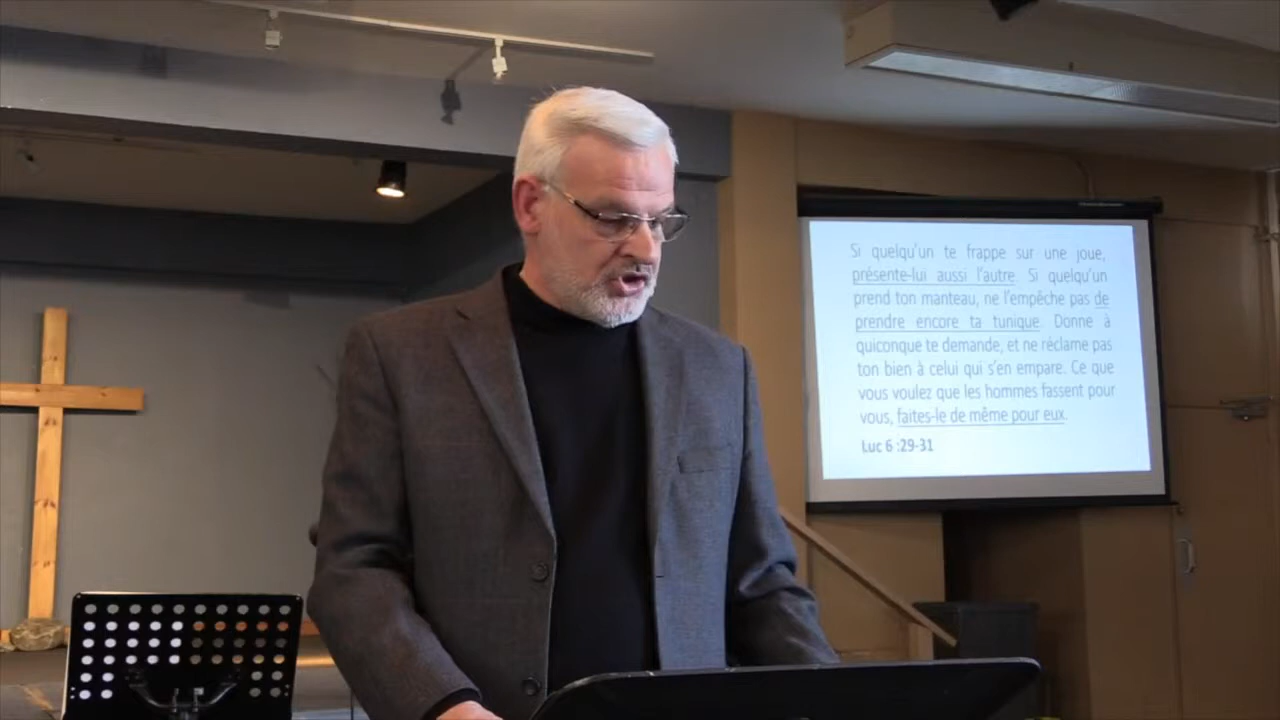 Si quelqu'un te frappe sur une joue,
présente-lui aussi l'autre. Si quelqu'un
prend ton manteau, ne l'empêche pas de
prendre encore ta tunique. Donne à
quiconque te demande, et ne réclame pas
ton bien à celui qui s'en empare. Ce que
vous voulez que les hommes fassent pour
vous, faites-le de même pour eux.
Luc 6 :29-31